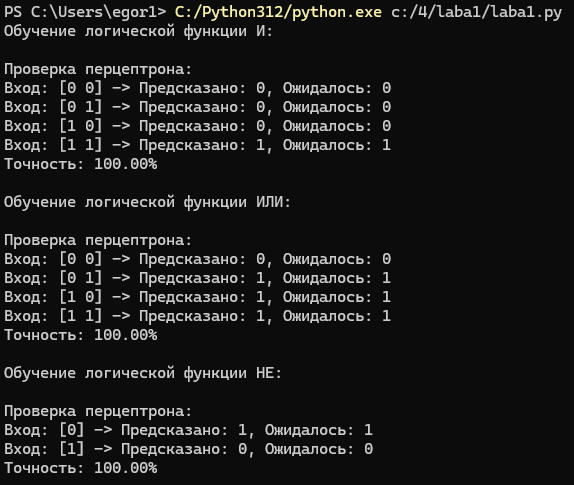 PS C:\Users\egor1> C:/Python312/python.exe c:/4/laba1/laba1.py
Обучение логической функции И:
Проверка перцептрона:
Вход: [0 0] -> Предсказано: 0, Ожидалось: 0
Вход: [0 1] -> Предсказано: 0, Ожидалось: 0
Вход: [1 0] -> Предсказано: 0, Ожидалось: 0
Вход: [1 1] -> Предсказано: 1, Ожидалось: 1
Точность: 100.00%
Обучение логической функции ИЛИ:
Проверка перцептрона:
Вход: [0 0] -> Предсказано: 0, Ожидалось: 0
Вход: [0 1] -> Предсказано: 1, Ожидалось: 1
Вход: [1 0] -> Предсказано: 1, Ожидалось: 1
Вход: [1 1] -> Предсказано: 1, Ожидалось: 1
Точность: 100.00%
Обучение логической функции НЕ:
Проверка перцептрона:
Вход: [0] -> Предсказано: 1, Ожидалось: 1
Вход: [1] -> Предсказано: 0, Ожидалось: 0
Точность: 100.00%